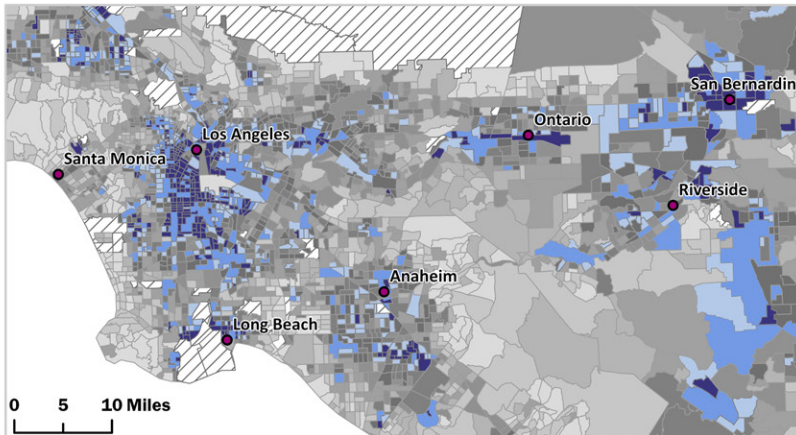 San Bernardin
Ontario
Los Angeles
Santa Monica
Riverside
Anaheim
Long Beach
0 5 10 Miles